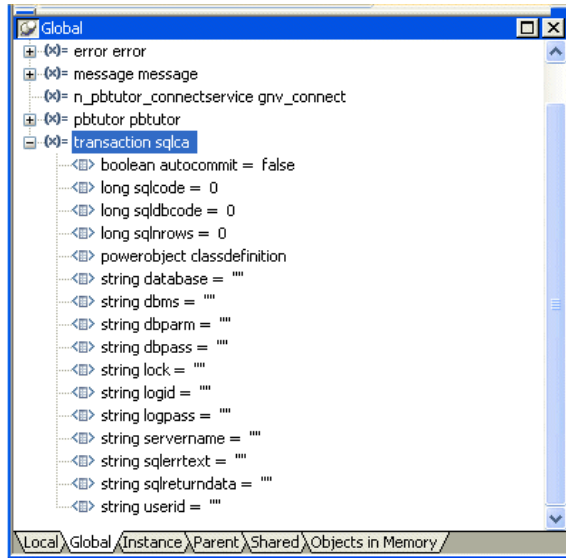 Global
(x)= error error
(x)= message message
(x)= n_pbtutor_connectservice gnv_connect
(x)= pbtutor pbtutor
(x)= transaction sqlca
boolean autocommit = false
long sqlcode = 0
long sqldbcode = 0
long sqlnrows = 0
powerobject classdefinition
string database = ""
string dbms = ""
string dbparm = ""
string dbpass = ""
string lock = ""
string logid = ""
string logpass = ""
string servername = ""
string sqlerrtext = ""
string sqlreturndata = ""
string userid = ""
Local Global Instance Parent Shared Objects in Memory